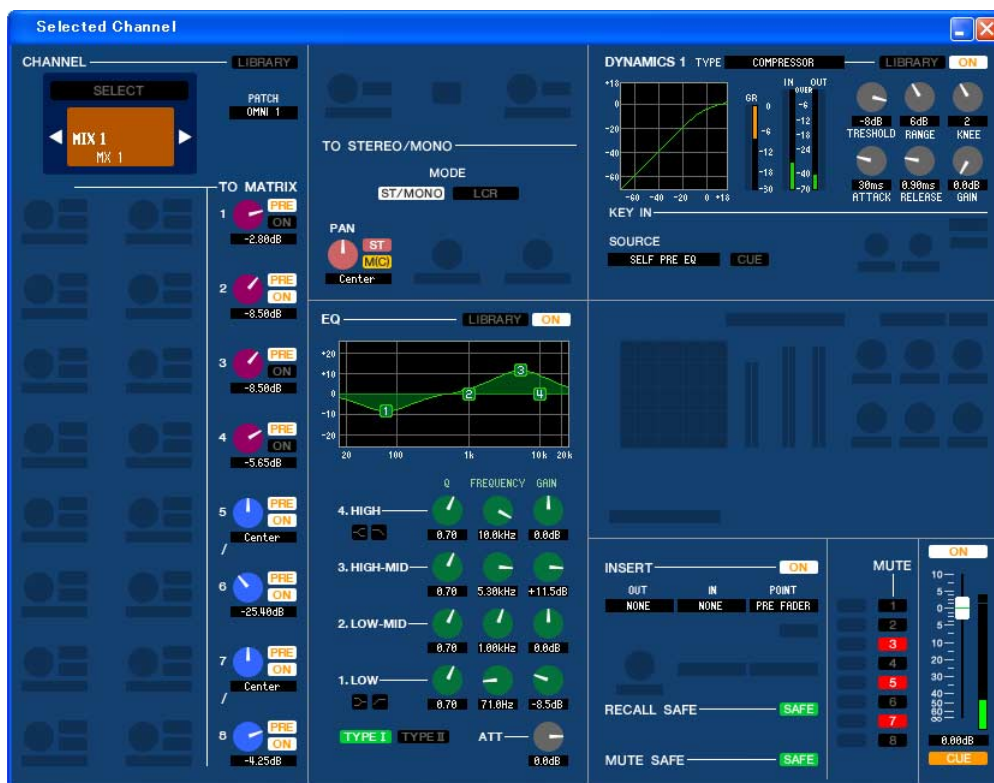 Selected Channel
CHANNEL
LIBRARY
SELECT
PATCH
OMNI 1
MIX 1
MX 1
TO MATRIX
1
PRE
ON
-2.80dB
2
PRE
ON
-8.50dB
3
PRE
ON
-8.50dB
4
PRE
ON
-5.65dB
5
PRE
ON
Center
/
6
PRE
ON
-25.40dB
7
PRE
ON
Center
/
8
PRE
ON
-4.25dB
TO STEREO/MONO
MODE
ST/MONO LCR
PAN
ST
M(C)
Center
EQ LIBRARY ON
+20
+10
0
-10
-20
20 100 1k 10k 20k
1 2 3 4
Q FREQUENCY GAIN
4. HIGH
0.70 10.0kHz 0.0dB
3. HIGH-MID
0.70 5.30kHz +11.5dB
2. LOW-MID
0.70 1.00kHz 0.0dB
1. LOW
0.70 71.0Hz -8.5dB
TYPE I TYPE II ATT
0.0dB
DYNAMICS 1 TYPE COMPRESSOR LIBRARY ON
+18
0
-20
-40
-60
-60 -40 -20 0 +18
GR
0
-6
-12
-18
-30
IN OUT
OVER
-6
-12
-18
-24
-40
-70
-8dB 6dB 2
TRESHOLD RANGE KNEE
30ms 0.90ms 0.0dB
ATTACK RELEASE GAIN
KEY IN
SOURCE
SELF PRE EQ CUE
INSERT ON
OUT IN POINT
NONE NONE PRE FADER
RECALL SAFE SAFE
MUTE SAFE SAFE
MUTE
1
2
3
4
5
6
7
8
ON
10
5
0
5
10
20
30
40
50
60
∞
0.00dB
CUE